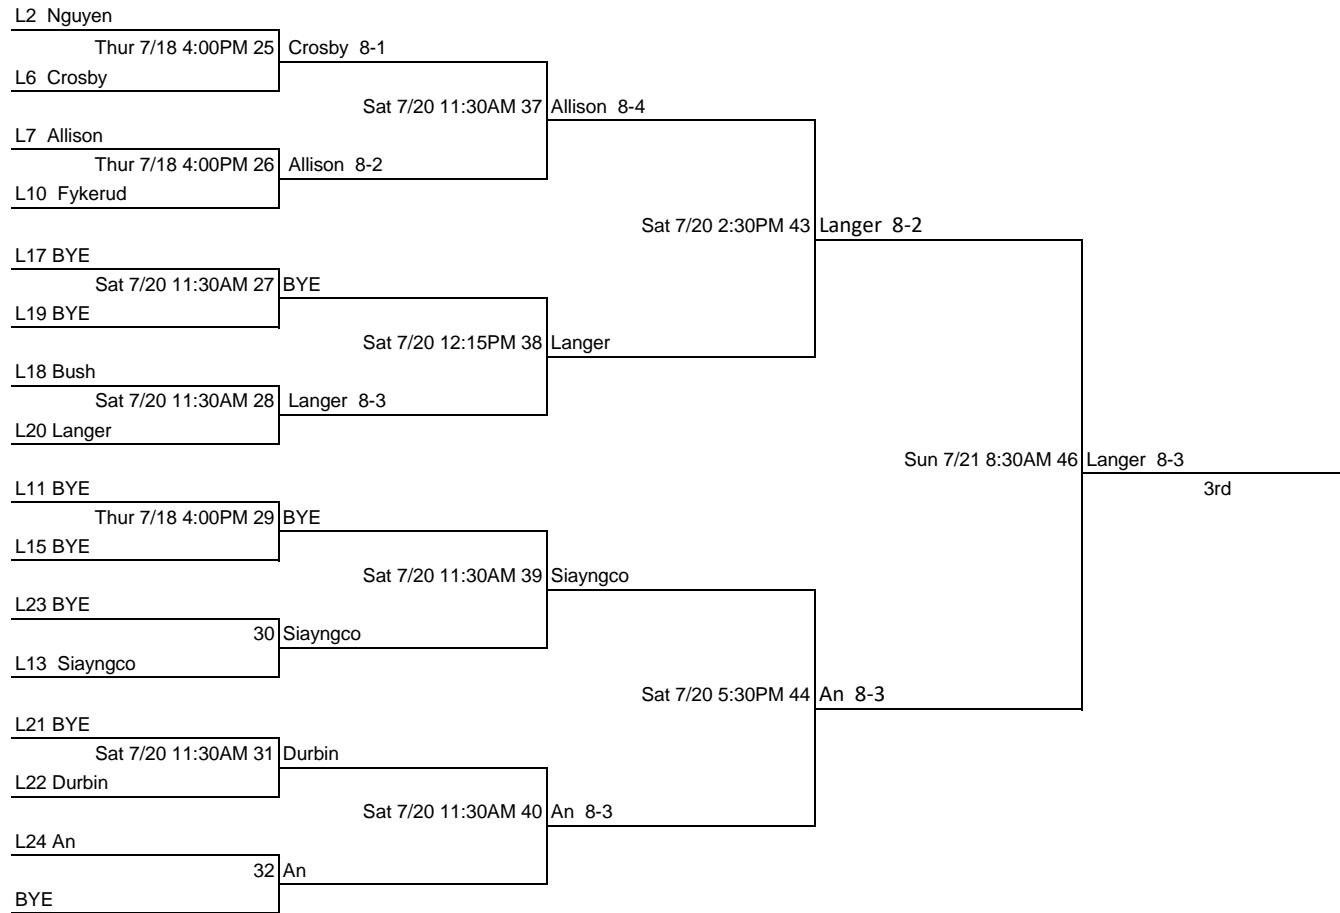 L2 Nguyen
Thur 7/18 4:00PM 25 Crosby 8-1
L6 Crosby
Sat 7/20 11:30AM 37 Allison 8-4
L7 Allison
Thur 7/18 4:00PM 26 Allison 8-2
L10 Fykerud
Sat 7/20 2:30PM 43 Langer 8-2
L17 BYE
Sat 7/20 11:30AM 27 BYE
L19 BYE
Sat 7/20 12:15PM 38 Langer
L18 Bush
Sat 7/20 11:30AM 28 Langer 8-3
L20 Langer
Sun 7/21 8:30AM 46 Langer 8-3
3rd
L11 BYE
Thur 7/18 4:00PM 29 BYE
L15 BYE
Sat 7/20 11:30AM 39 Siayngco
L23 BYE
30 Siayngco
L13 Siayngco
Sat 7/20 5:30PM 44 An 8-3
L21 BYE
Sat 7/20 11:30AM 31 Durbin
L22 Durbin
Sat 7/20 11:30AM 40 An 8-3
L24 An
32 An
BYE